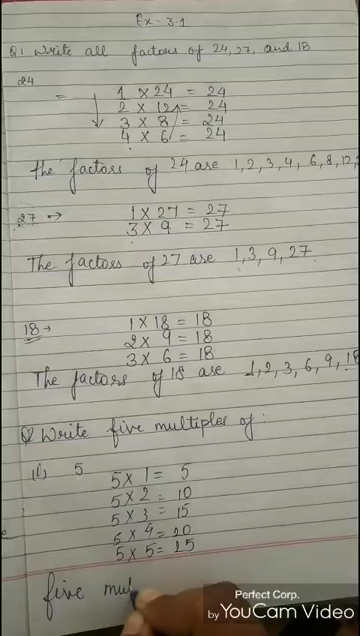 Ex-3.1
Q1 Write all factors of 24, 27, and 18
24
= 1 × 24 = 24
2 × 12 = 24
3 × 8 = 24
4 × 6 = 24
The factors of 24 are 1, 2, 3, 4, 6, 8, 12,
27 → 1 × 27 = 27
3 × 9 = 27
The factors of 27 are 1, 3, 9, 27.
18 → 1 × 18 = 18
2 × 9 = 18
3 × 6 = 18
The factors of 18 are 1, 2, 3, 6, 9, 18
Q Write five multiples of:
(i) 5 5 × 1 = 5
5 × 2 = 10
5 × 3 = 15
5 × 4 = 20
5 × 5 = 25
five mul
Perfect Corp.
YouCam Video